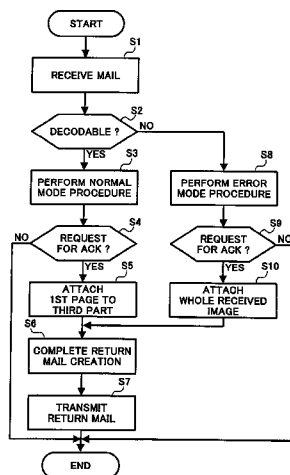 START
S1
RECEIVE MAIL
S2
DECODABLE ?
NO
YES
S3
PERFORM NORMAL
MODE PROCEDURE
S8
PERFORM ERROR
MODE PROCEDURE
S4
NO
REQUEST
FOR ACK ?
YES
S9
REQUEST
FOR ACK ?
NO
YES
S5
ATTACH
1ST PAGE TO
THIRD PART
S10
ATTACH
WHOLE RECEIVED
IMAGE
S6
COMPLETE RETURN
MAIL CREATION
S7
TRANSMIT
RETURN MAIL
END